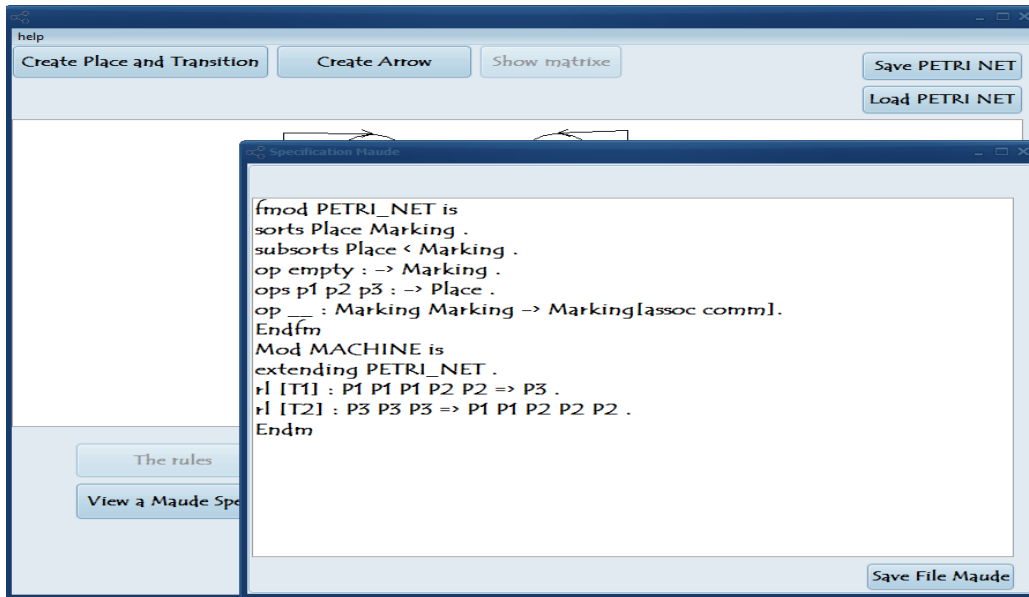 help
Create Place and Transition
Create Arrow
Show matrixe
Save PETRI NET
Load PETRI NET
Specification Maude
fmod PETRI_NET is
sorts Place Marking .
subsorts Place < Marking .
op empty : -> Marking .
ops p1 p2 p3 : -> Place .
op __ : Marking Marking -> Marking[assoc comm].
Endfm
Mod MACHINE is
extending PETRI_NET .
rl [T1] : P1 P1 P1 P2 P2 => P3 .
rl [T2] : P3 P3 P3 => P1 P1 P2 P2 P2 .
Endm
The rules
View a Maude Spe
Save File Maude